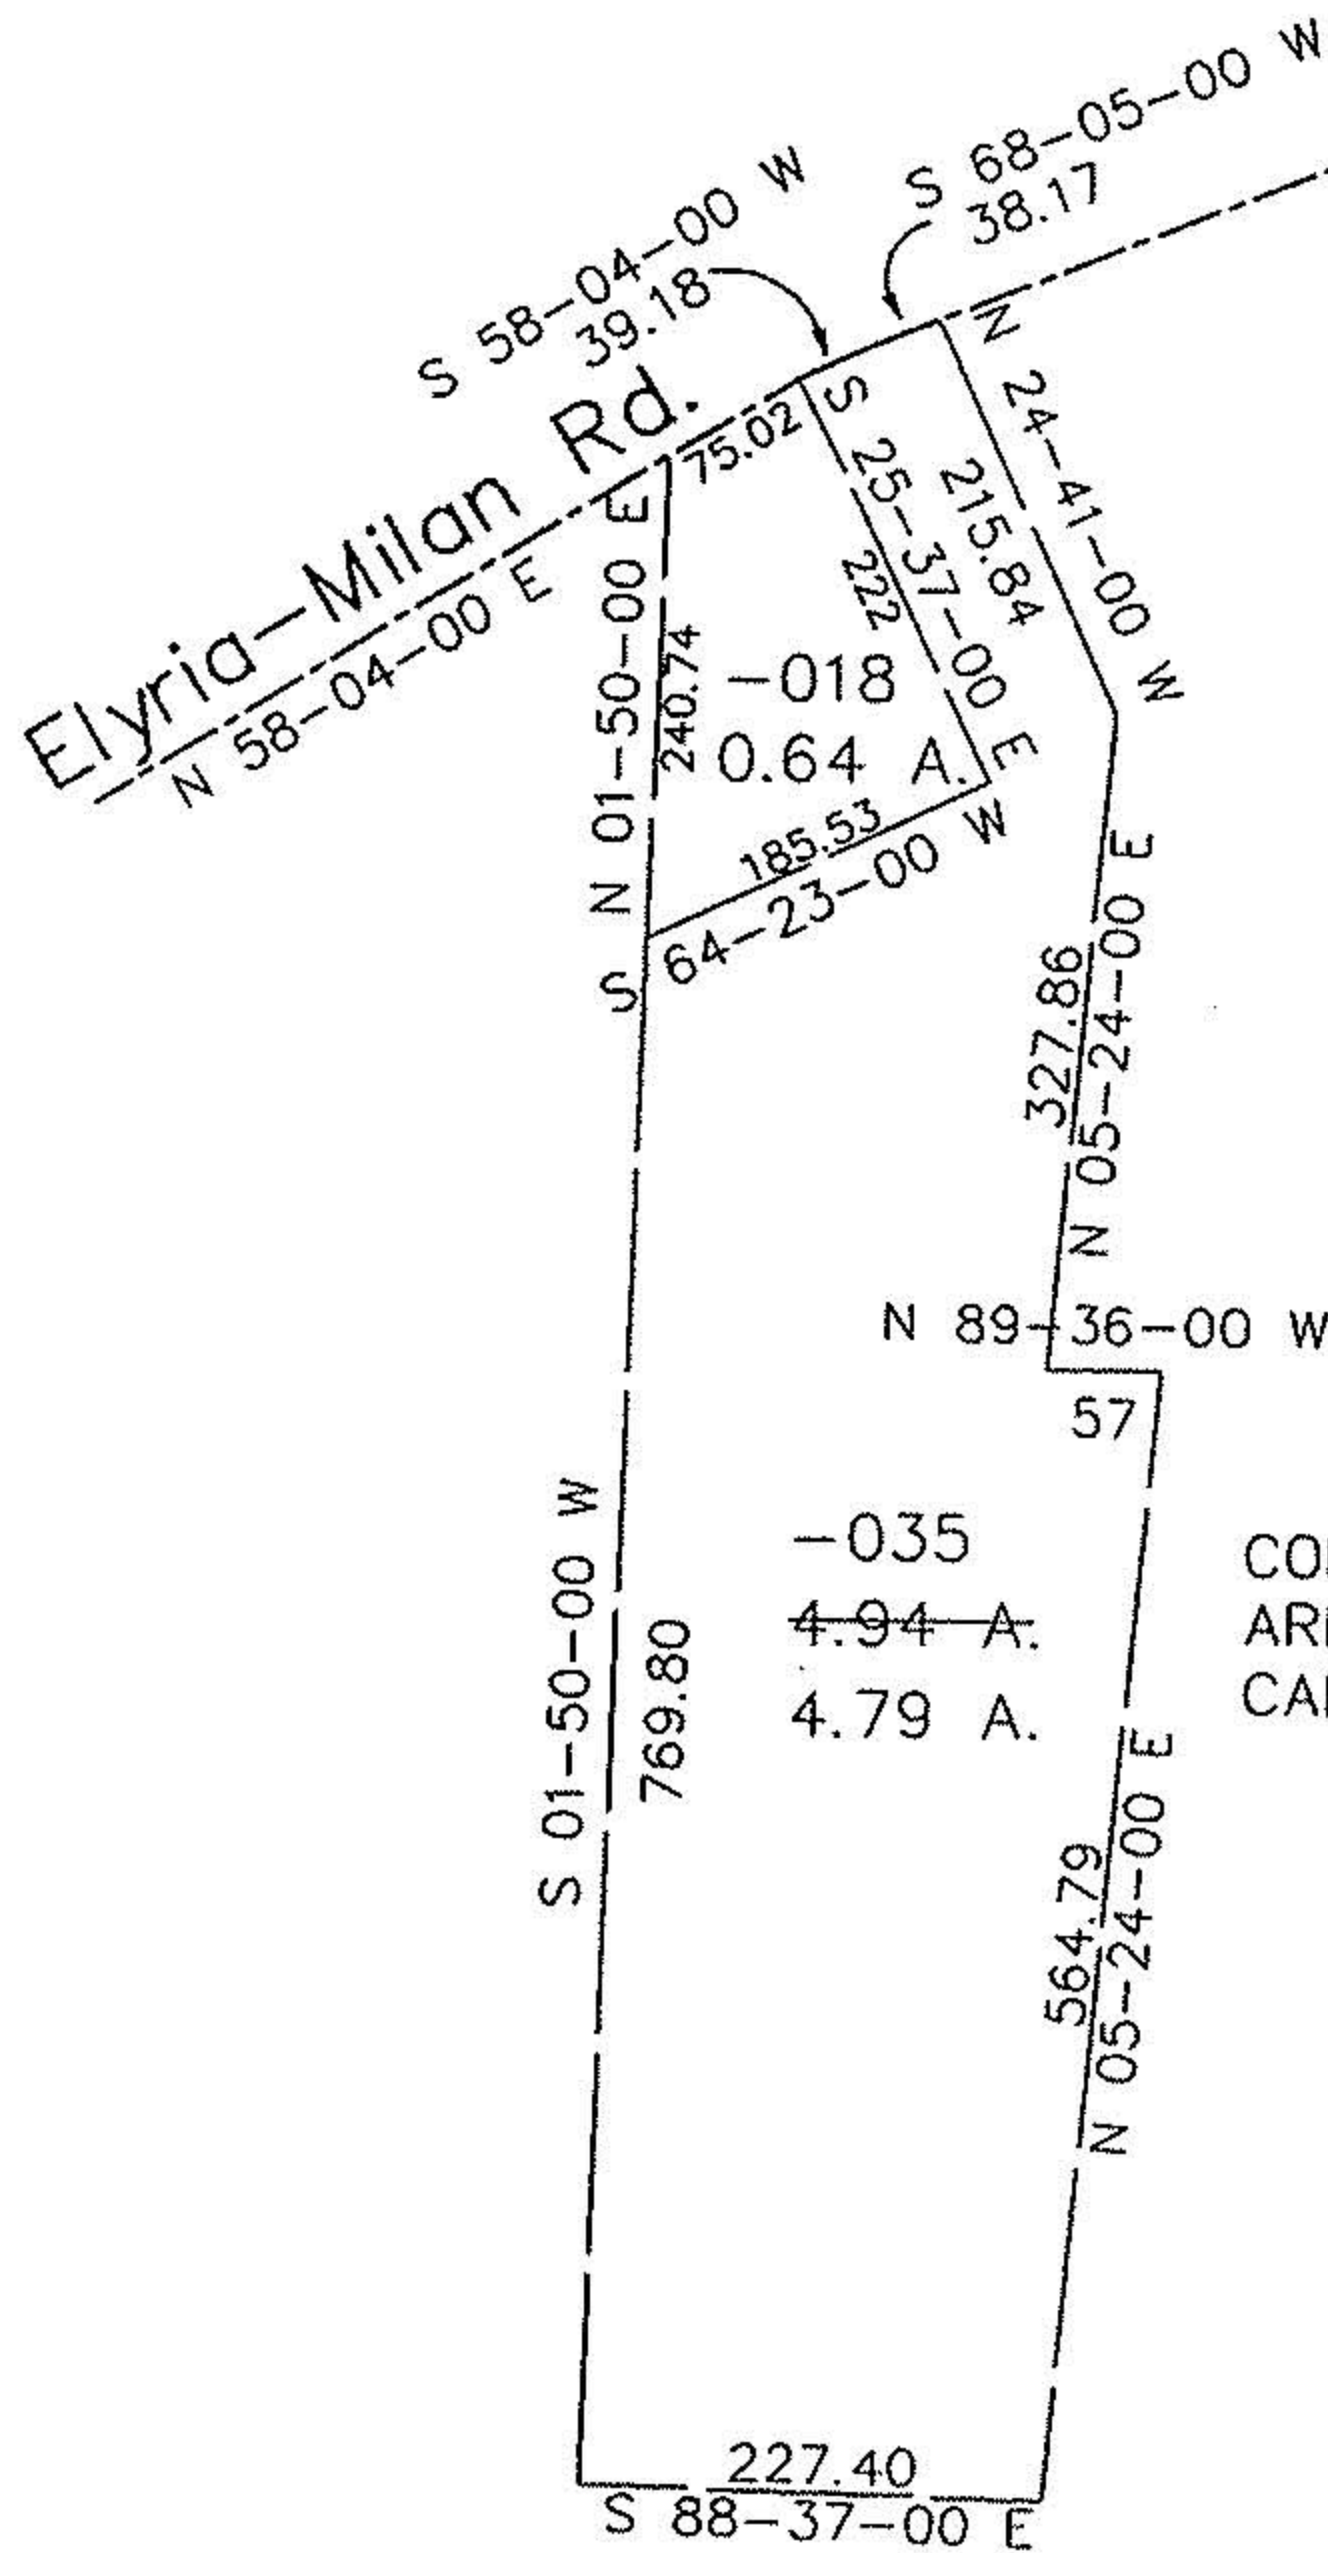 S 68-05-00 W
38.17
S 58-04-00 W
39.18
Elyria-Milan Rd.
N 58-04-00 E
75.02
N 24-41-00 W
215.84
S 25-37-00 E
222
N 01-50-00 E
240.74
-018
0.64 A.
185.53
S 64-23-00 W
327.86
N 05-24-00 E
N 89-36-00 W
57
-035
4.94 A.
4.79 A.
S 01-50-00 W
769.80
564.79
N 05-24-00 E
227.40
S 88-37-00 E